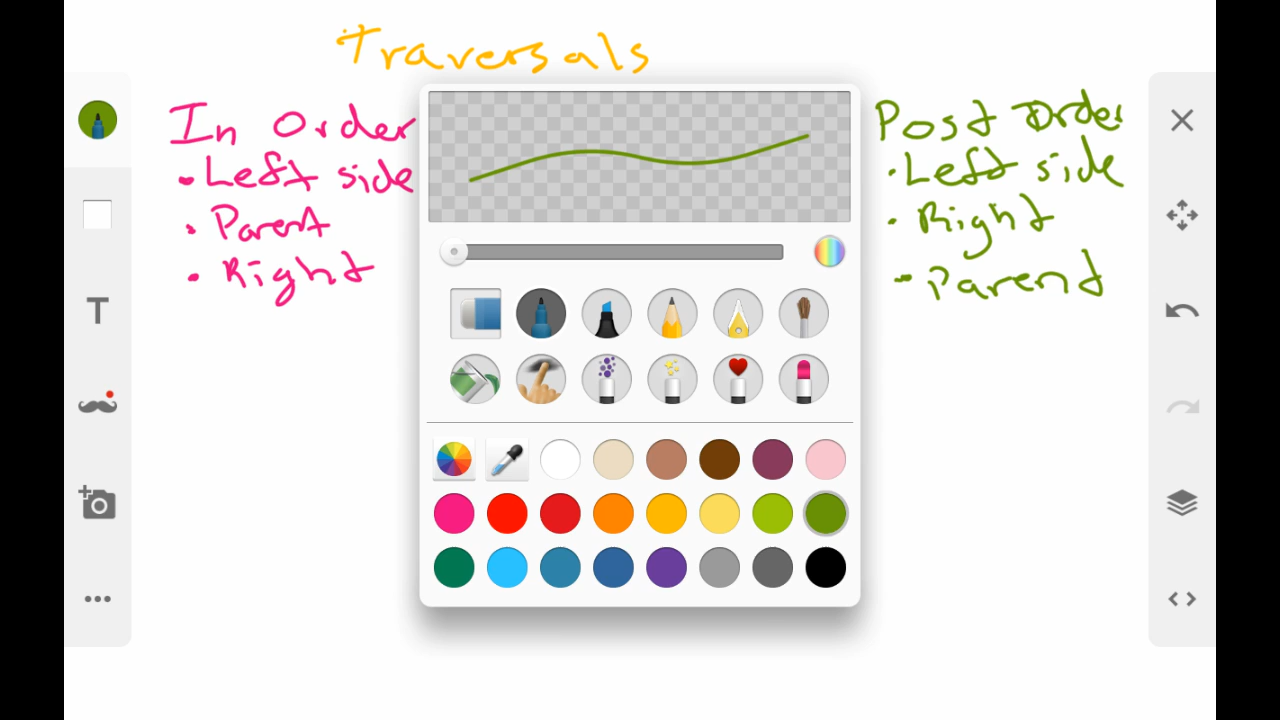 Traversals
In Order
• Left side
• Parent
• Right
Post Order
• Left side
• Right
• Parent
T